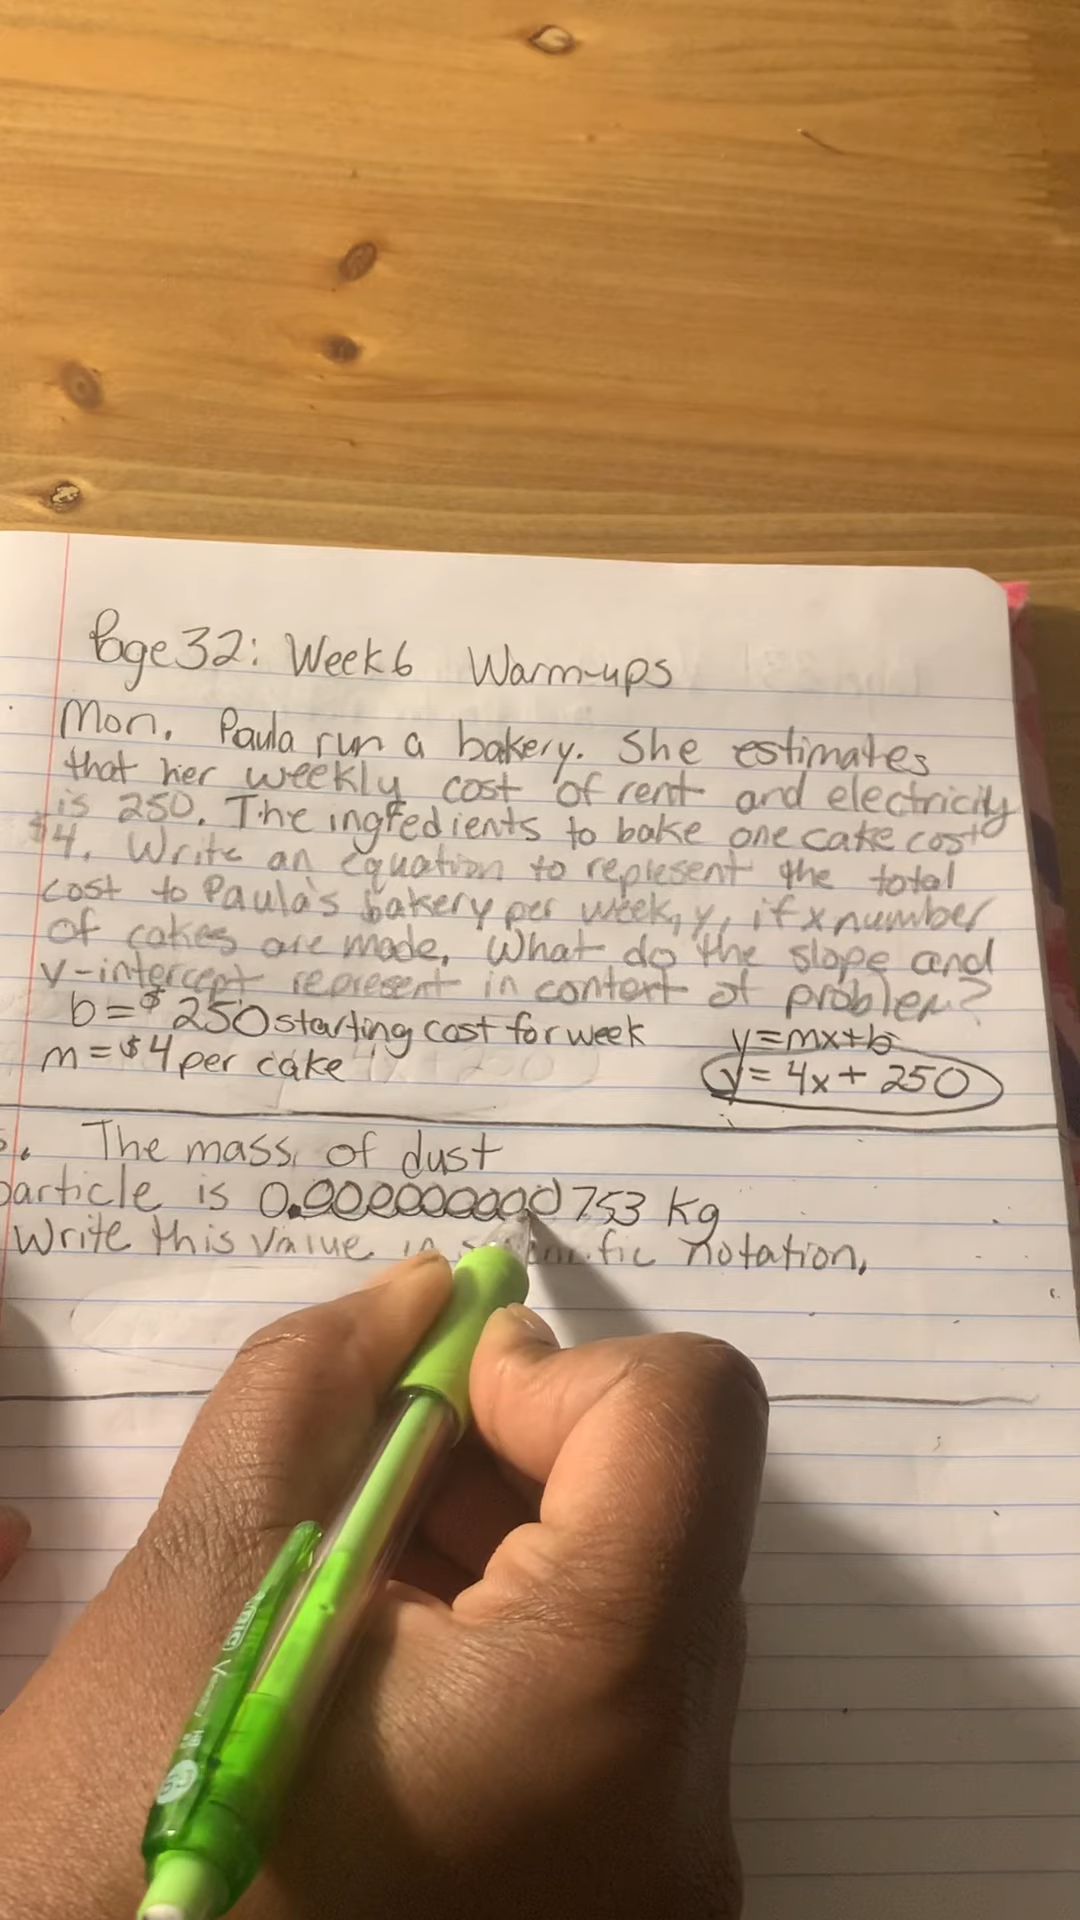 Page 32: Week 6 Warm-ups
Mon. Paula run a bakery. She estimates
that her weekly cost of rent and electricity
is 250. The ingredients to bake one cake cost
$4. Write an equation to represent the total
cost to Paula's bakery per week, y, if x number
of cakes are made. What do the slope and
y-intercept represent in context of problem?
b = $250 starting cost for week
m = $4 per cake
y = mx + b
y = 4x + 250
The mass of dust
particle is 0.0000000000753 kg
Write this value in notation.